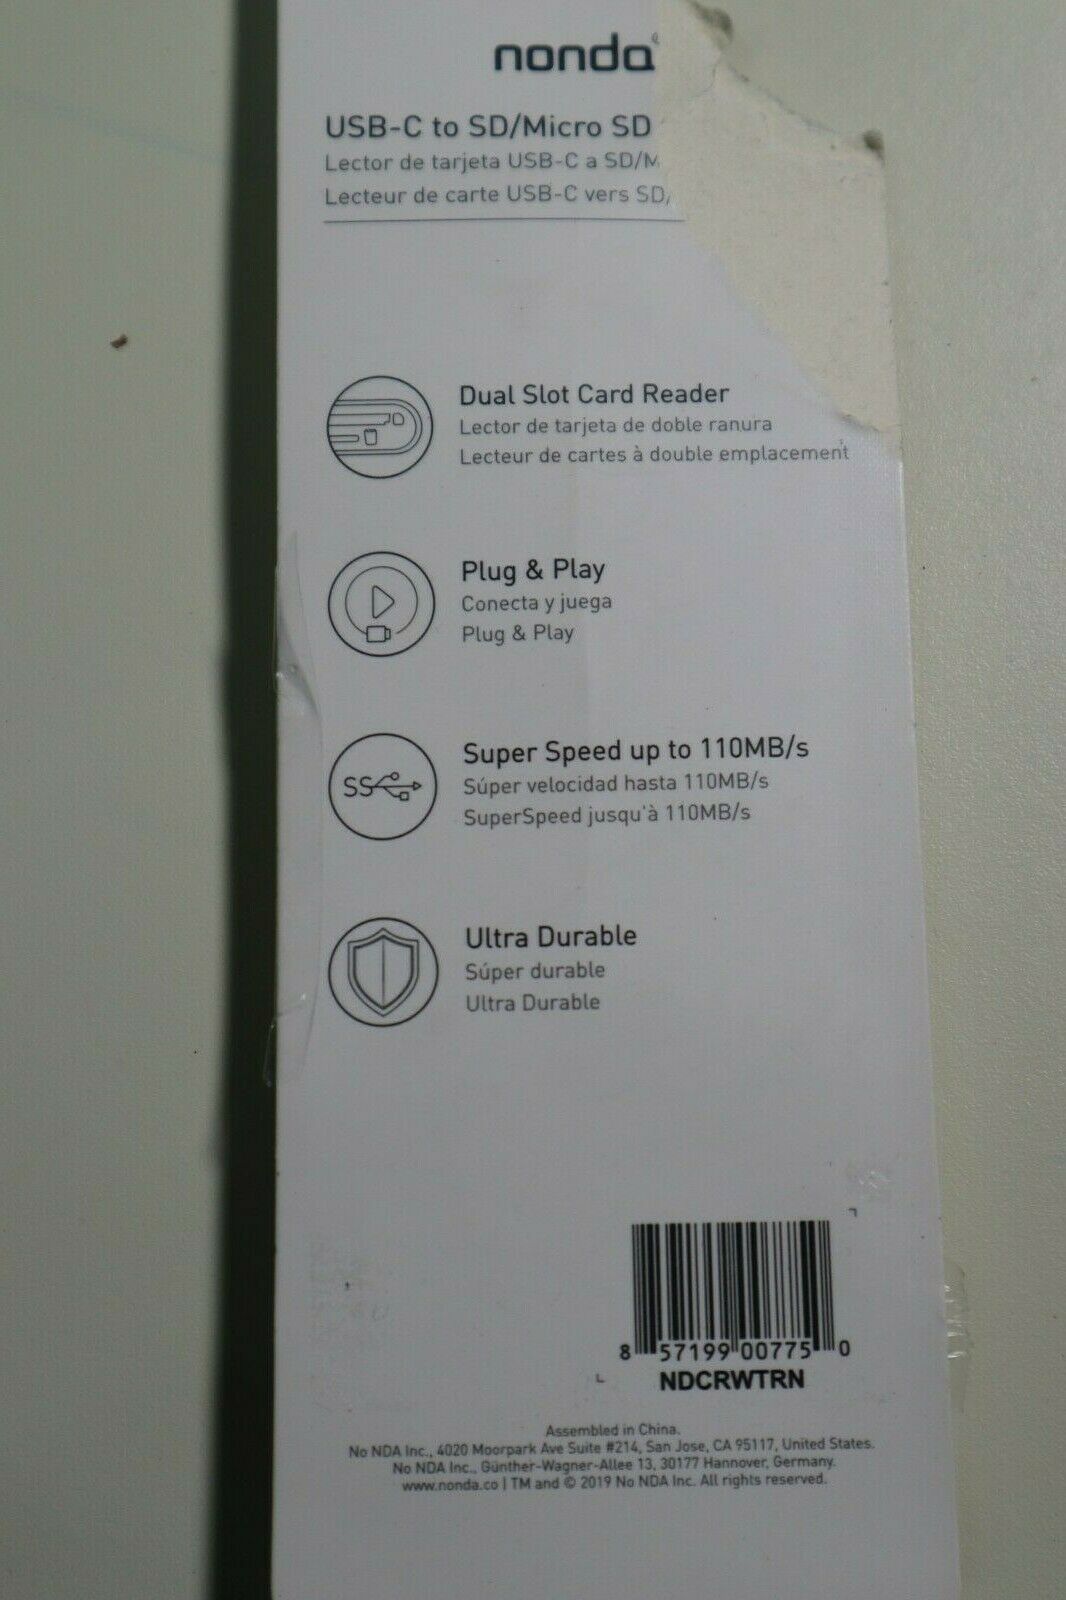 nonda
USB-C to SD/Micro SD
Lector de tarjeta USB-C a SD/M
Lecteur de carte USB-C vers SD/
Dual Slot Card Reader
Lector de tarjeta de doble ranura
Lecteur de cartes à double emplacement
Plug & Play
Conecta y juega
Plug & Play
SS
Super Speed up to 110MB/s
Súper velocidad hasta 110MB/s
SuperSpeed jusqu'à 110MB/s
Ultra Durable
Súper durable
Ultra Durable
8 57199 00775 0
NDCRWTRN
Assembled in China.
No NDA Inc., 4020 Moorpark Ave Suite #214, San Jose, CA 95117, United States.
No NDA Inc., Günther-Wagner-Allee 13, 30177 Hannover, Germany.
www.nonda.co | TM and © 2019 No NDA Inc. All rights reserved.